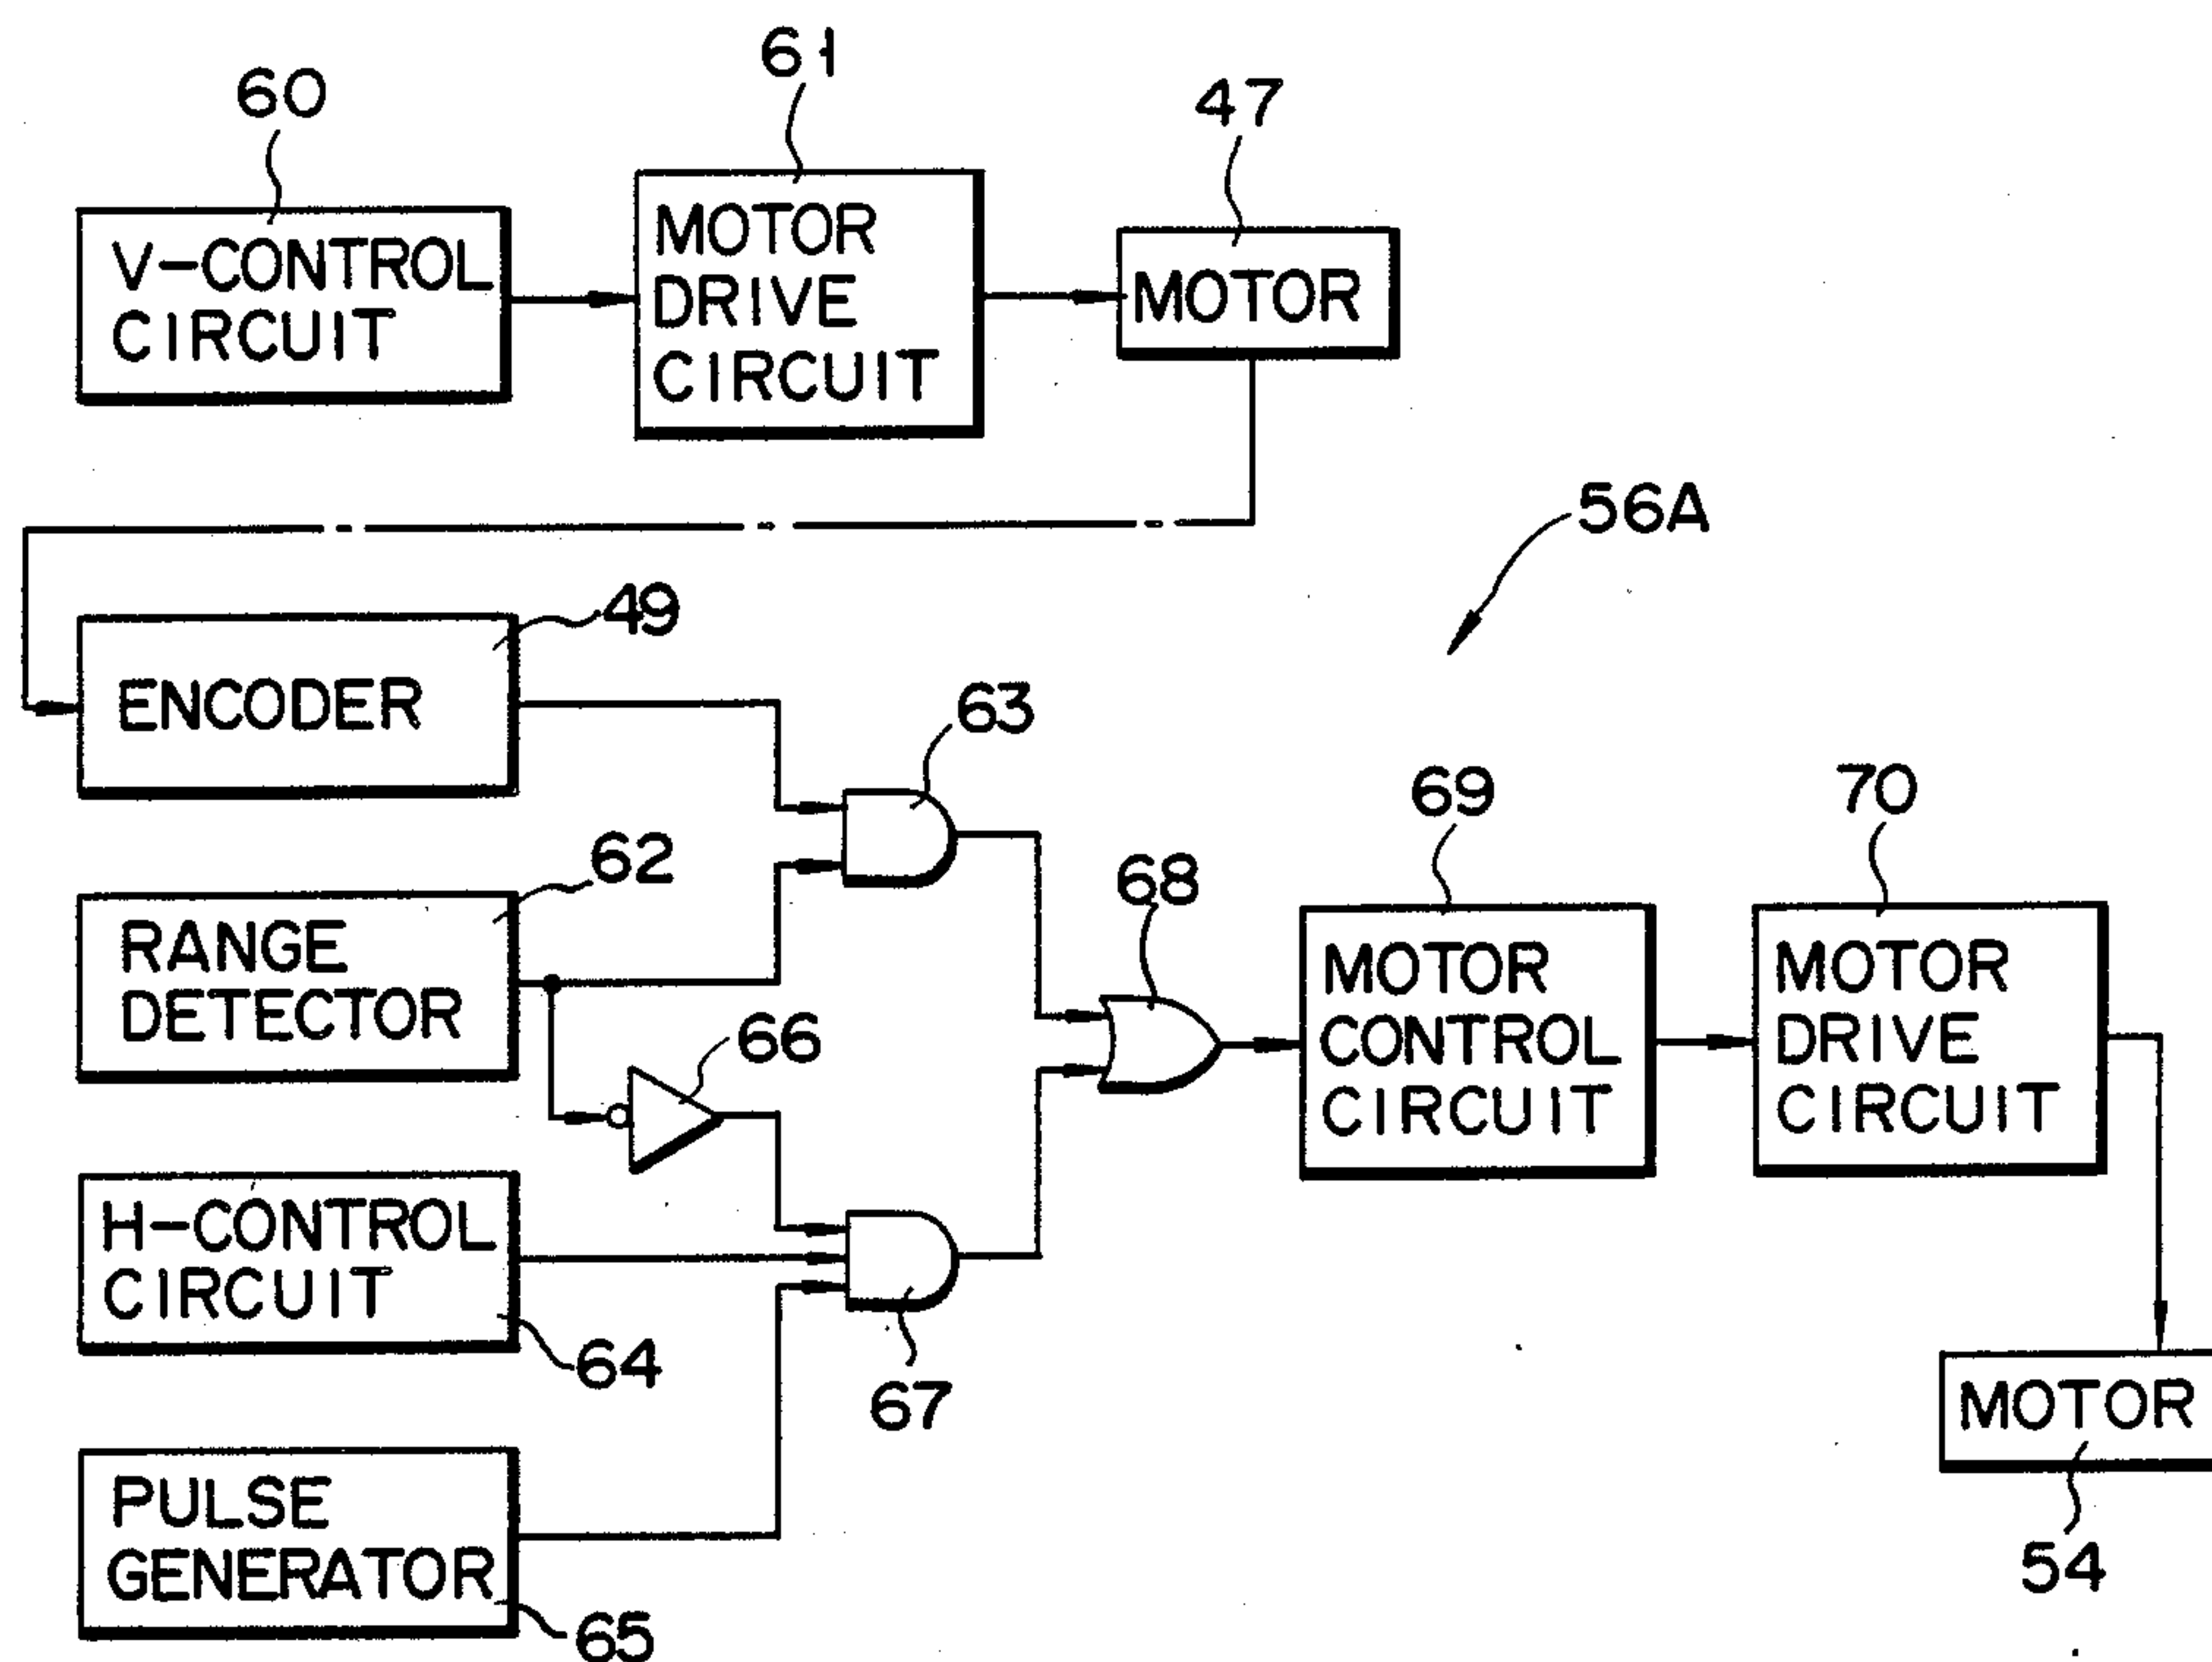 60
61
47
V-CONTROL
CIRCUIT
MOTOR
DRIVE
CIRCUIT
MOTOR
56A
49
ENCODER
63
62
RANGE
DETECTOR
69
70
68
MOTOR
CONTROL
CIRCUIT
MOTOR
DRIVE
CIRCUIT
66
H-CONTROL
CIRCUIT
64
67
MOTOR
54
PULSE
GENERATOR
65